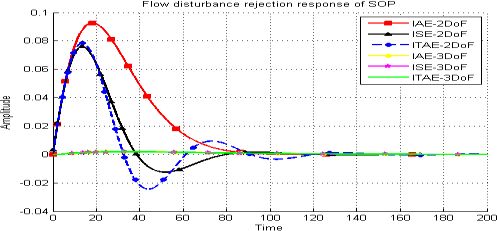 Flow disturbance rejection response of SOP
0.1
0.08
0.06
0.04
0.02
0
-0.02
-0.04
Amplitude
IAE-2DoF
ISE-2DoF
ITAE-2DoF
IAE-3DoF
ISE-3DoF
ITAE-3DoF
0 20 40 60 80 100 120 140 160 180 200
Time